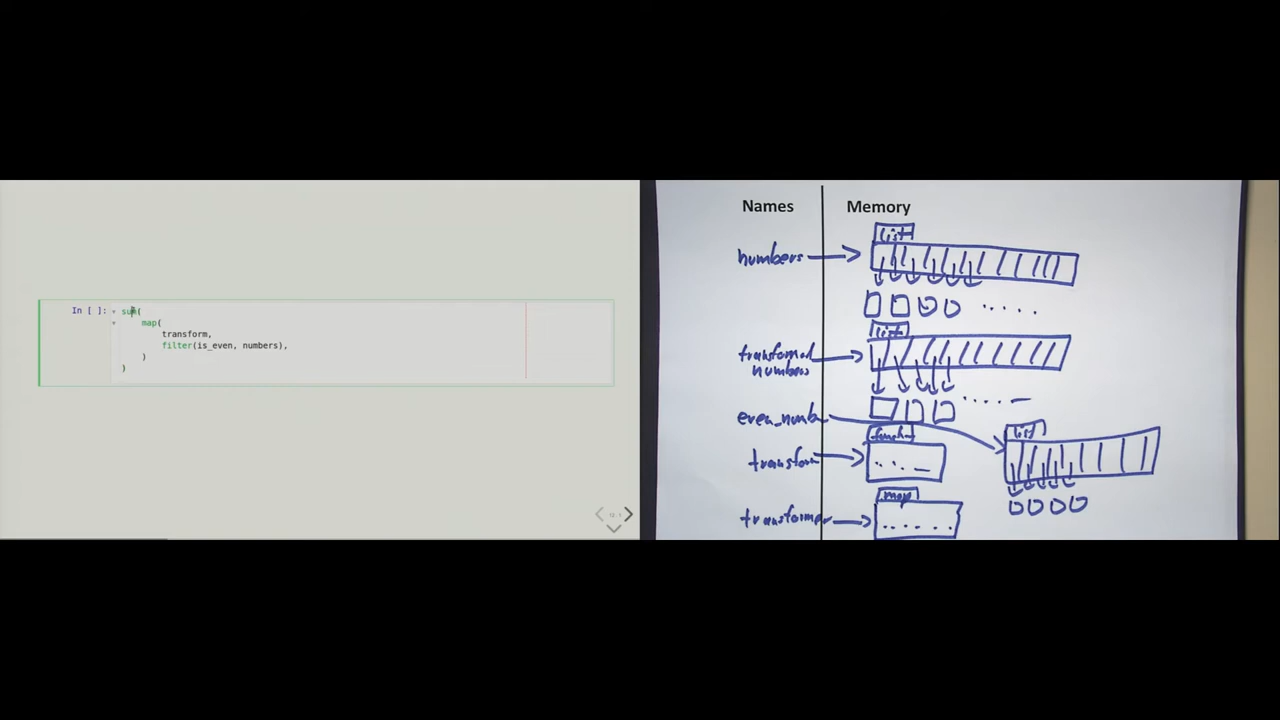 In [ ]:
sum(
map(
transform,
filter(is_even, numbers),
)
)
Names Memory
list
numbers
list
transformed
numbers
even_numb
list
transform
map
transformer